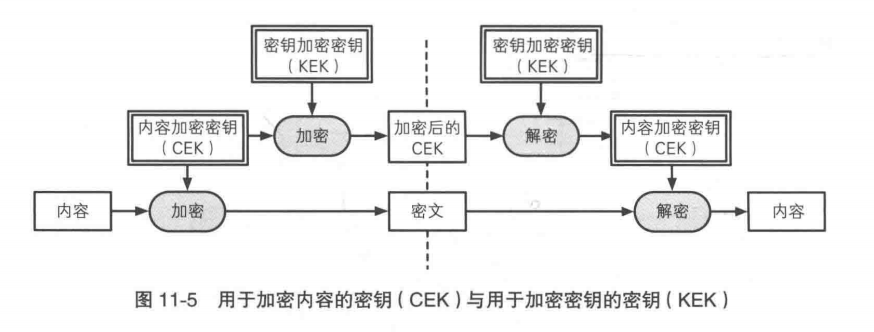 密钥加密密钥
（KEK）
密钥加密密钥
（KEK）
内容加密密钥
（CEK）
加密
加密后的
CEK
解密
内容加密密钥
（CEK）
内容
加密
密文
解密
内容
图 11-5 用于加密内容的密钥（CEK）与用于加密密钥的密钥（KEK）